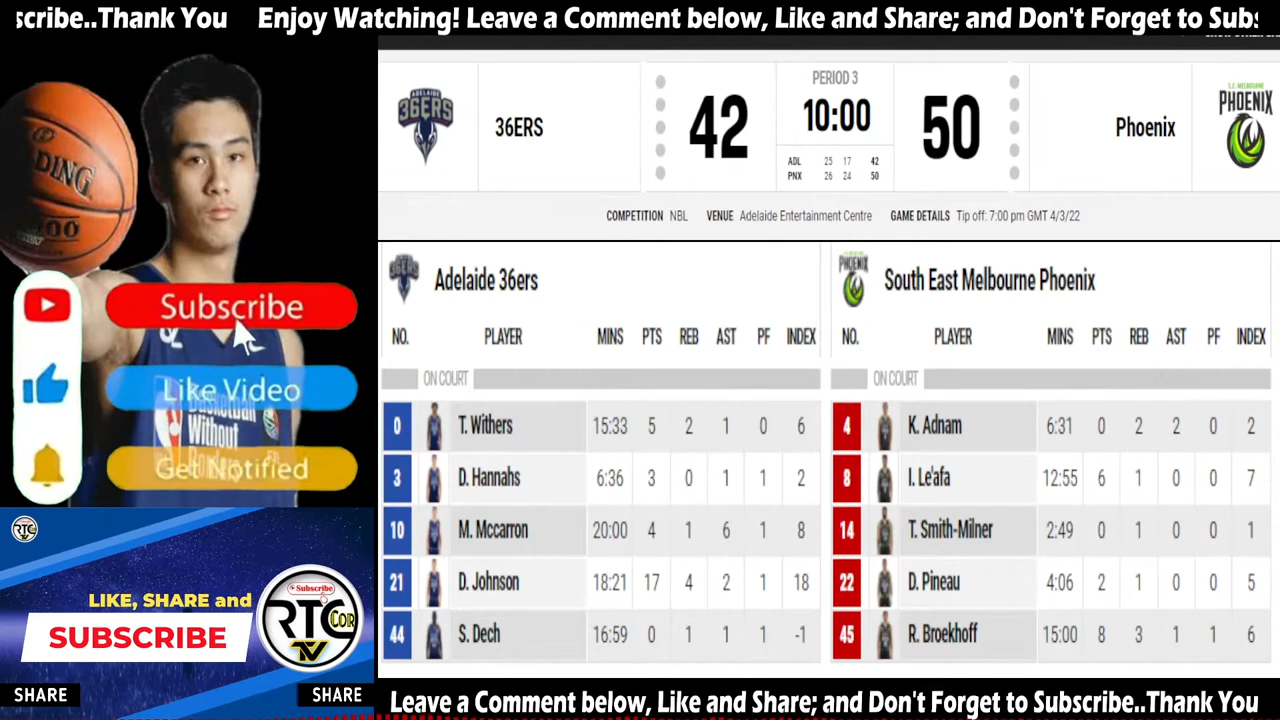 scribe..Thank You Enjoy Watching! Leave a Comment below, Like and Share; and Don't Forget to Subs
DING
Subscribe
Like Video
Basketball
Without
Get Notified
LIKE, SHARE and
SUBSCRIBE
Subscribe
RTC
COR
TV
SHARE
SHARE
ADELAIDE
36ERS
36ERS
42
PERIOD 3
10:00
ADL 25 17 42
PNX 26 24 50
50
Phoenix
S.E. MELBOURNE
PHOENIX
COMPETITION NBL VENUE Adelaide Entertainment Centre GAME DETAILS Tip off: 7:00 pm GMT 4/3/22
36ERS
Adelaide 36ers
NO. PLAYER MINS PTS REB AST PF INDEX
ON COURT
0 T. Withers 15:33 5 2 1 0 6
3 D. Hannahs 6:36 3 0 1 1 2
10 M. Mccarron 20:00 4 1 6 1 8
21 D. Johnson 18:21 17 4 2 1 18
44 S. Dech 16:59 0 1 1 1 -1
PHOENIX
South East Melbourne Phoenix
NO. PLAYER MINS PTS REB AST PF INDEX
ON COURT
4 K. Adnam 6:31 0 2 2 0 2
8 I. Le'afa 12:55 6 1 0 0 7
14 T. Smith-Milner 2:49 0 1 0 0 1
22 D. Pineau 4:06 2 1 0 0 5
45 R. Broekhoff 15:00 8 3 1 1 6
Leave a Comment below, Like and Share; and Don't Forget to Subscribe..Thank You